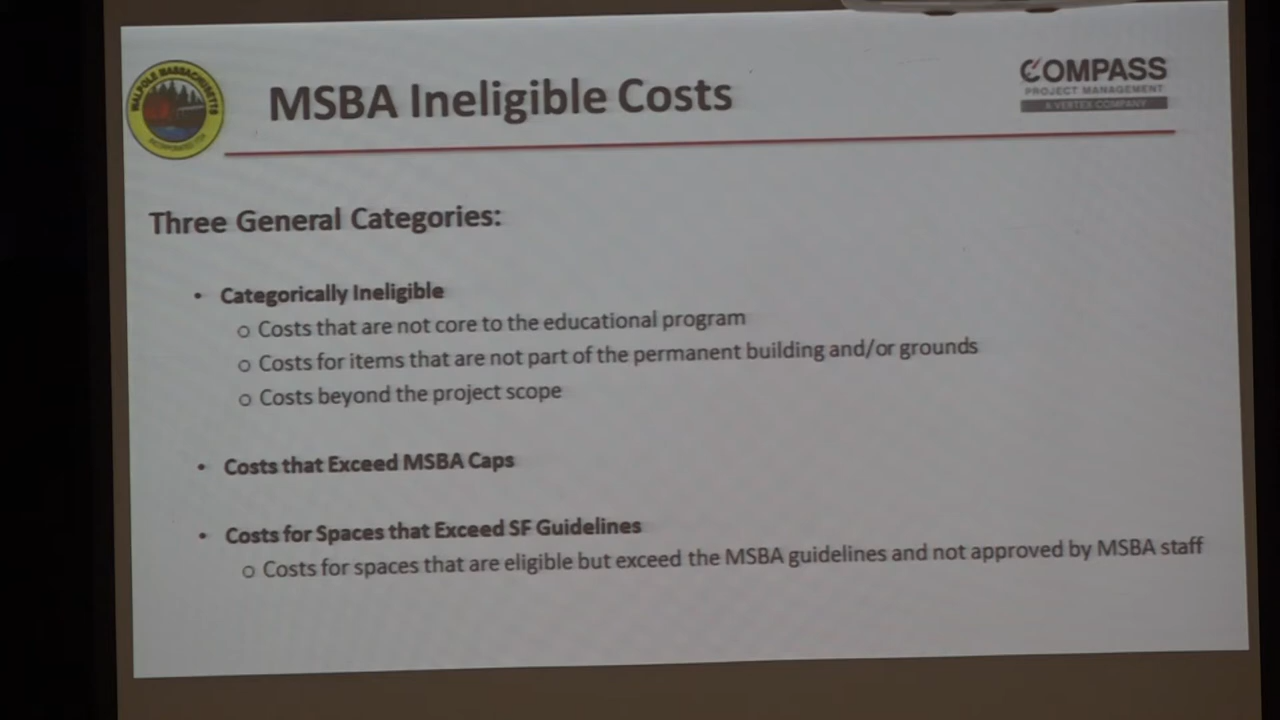 WALPOLE MASSACHUSETTS
MSBA Ineligible Costs
COMPASS
PROJECT MANAGEMENT
A VERTEX COMPANY
Three General Categories:
• Categorically Ineligible
o Costs that are not core to the educational program
o Costs for items that are not part of the permanent building and/or grounds
o Costs beyond the project scope
• Costs that Exceed MSBA Caps
• Costs for Spaces that Exceed SF Guidelines
o Costs for spaces that are eligible but exceed the MSBA guidelines and not approved by MSBA staff